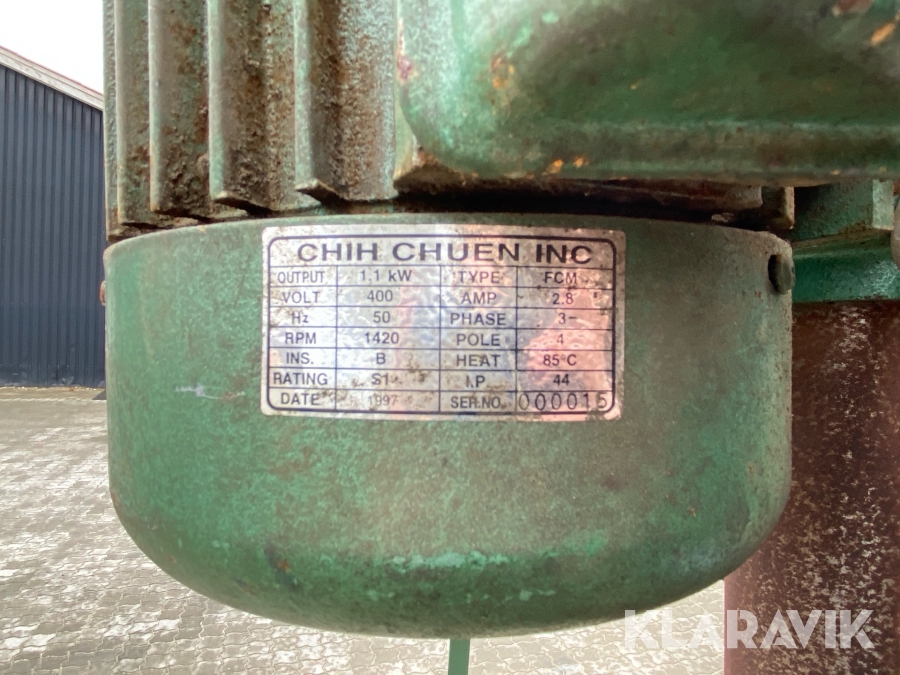 CHIH CHUEN INC
OUTPUT 1.1 kW TYPE FCM
VOLT 400 AMP 2.8
Hz 50 PHASE 3~
RPM 1420 POLE 4
INS. B HEAT 85°C
RATING S1 I.P 44
DATE 1997 SER.NO. 000015
KLARAVIK